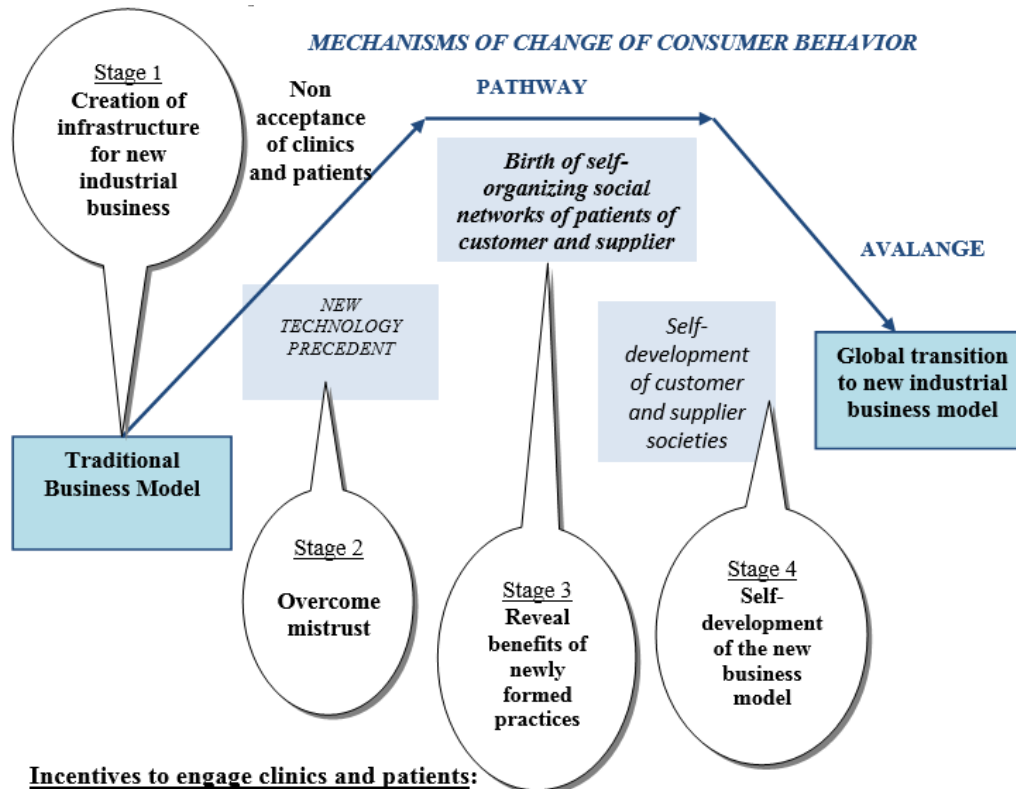 MECHANISMS OF CHANGE OF CONSUMER BEHAVIOR
Stage 1
Creation of
infrastructure
for new
industrial
business
Non
acceptance
of clinics
and patients
PATHWAY
Birth of self-
organizing social
networks of patients of
customer and supplier
AVALANGE
NEW
TECHNOLOGY
PRECEDENT
Self-
development
of customer
and supplier
societies
Global transition
to new industrial
business model
Traditional
Business Model
Stage 2
Overcome
mistrust
Stage 3
Reveal
benefits of
newly
formed
practices
Stage 4
Self-
development
of the new
business
model
Incentives to engage clinics and patients: